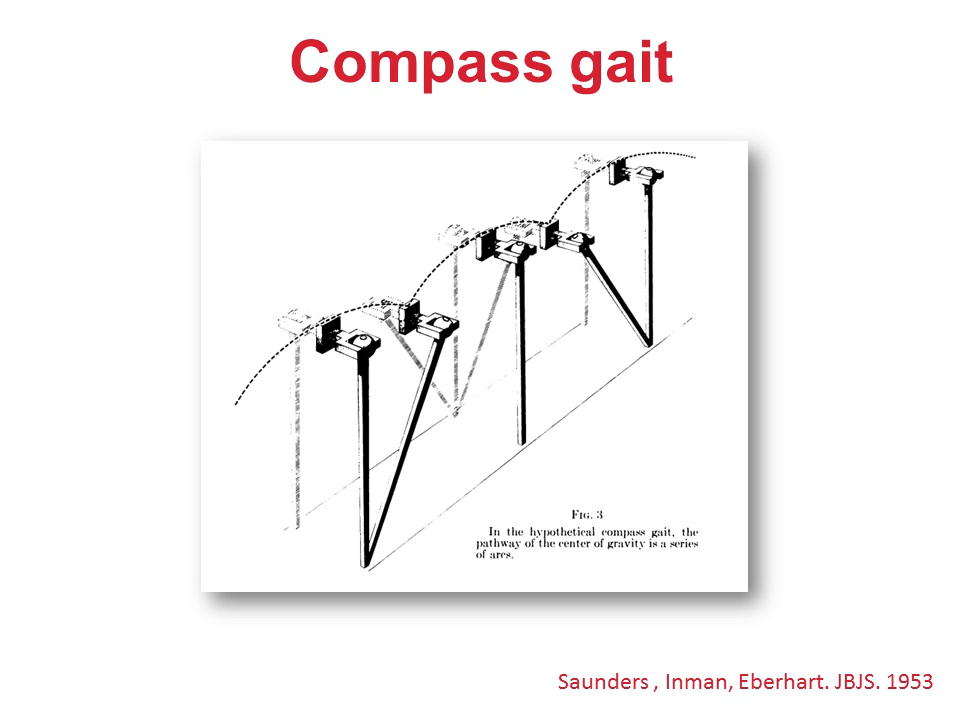 Compass gait
FIG. 3
In the hypothetical compass gait, the
pathway of the center of gravity is a series
of arcs.
Saunders , Inman, Eberhart. JBJS. 1953